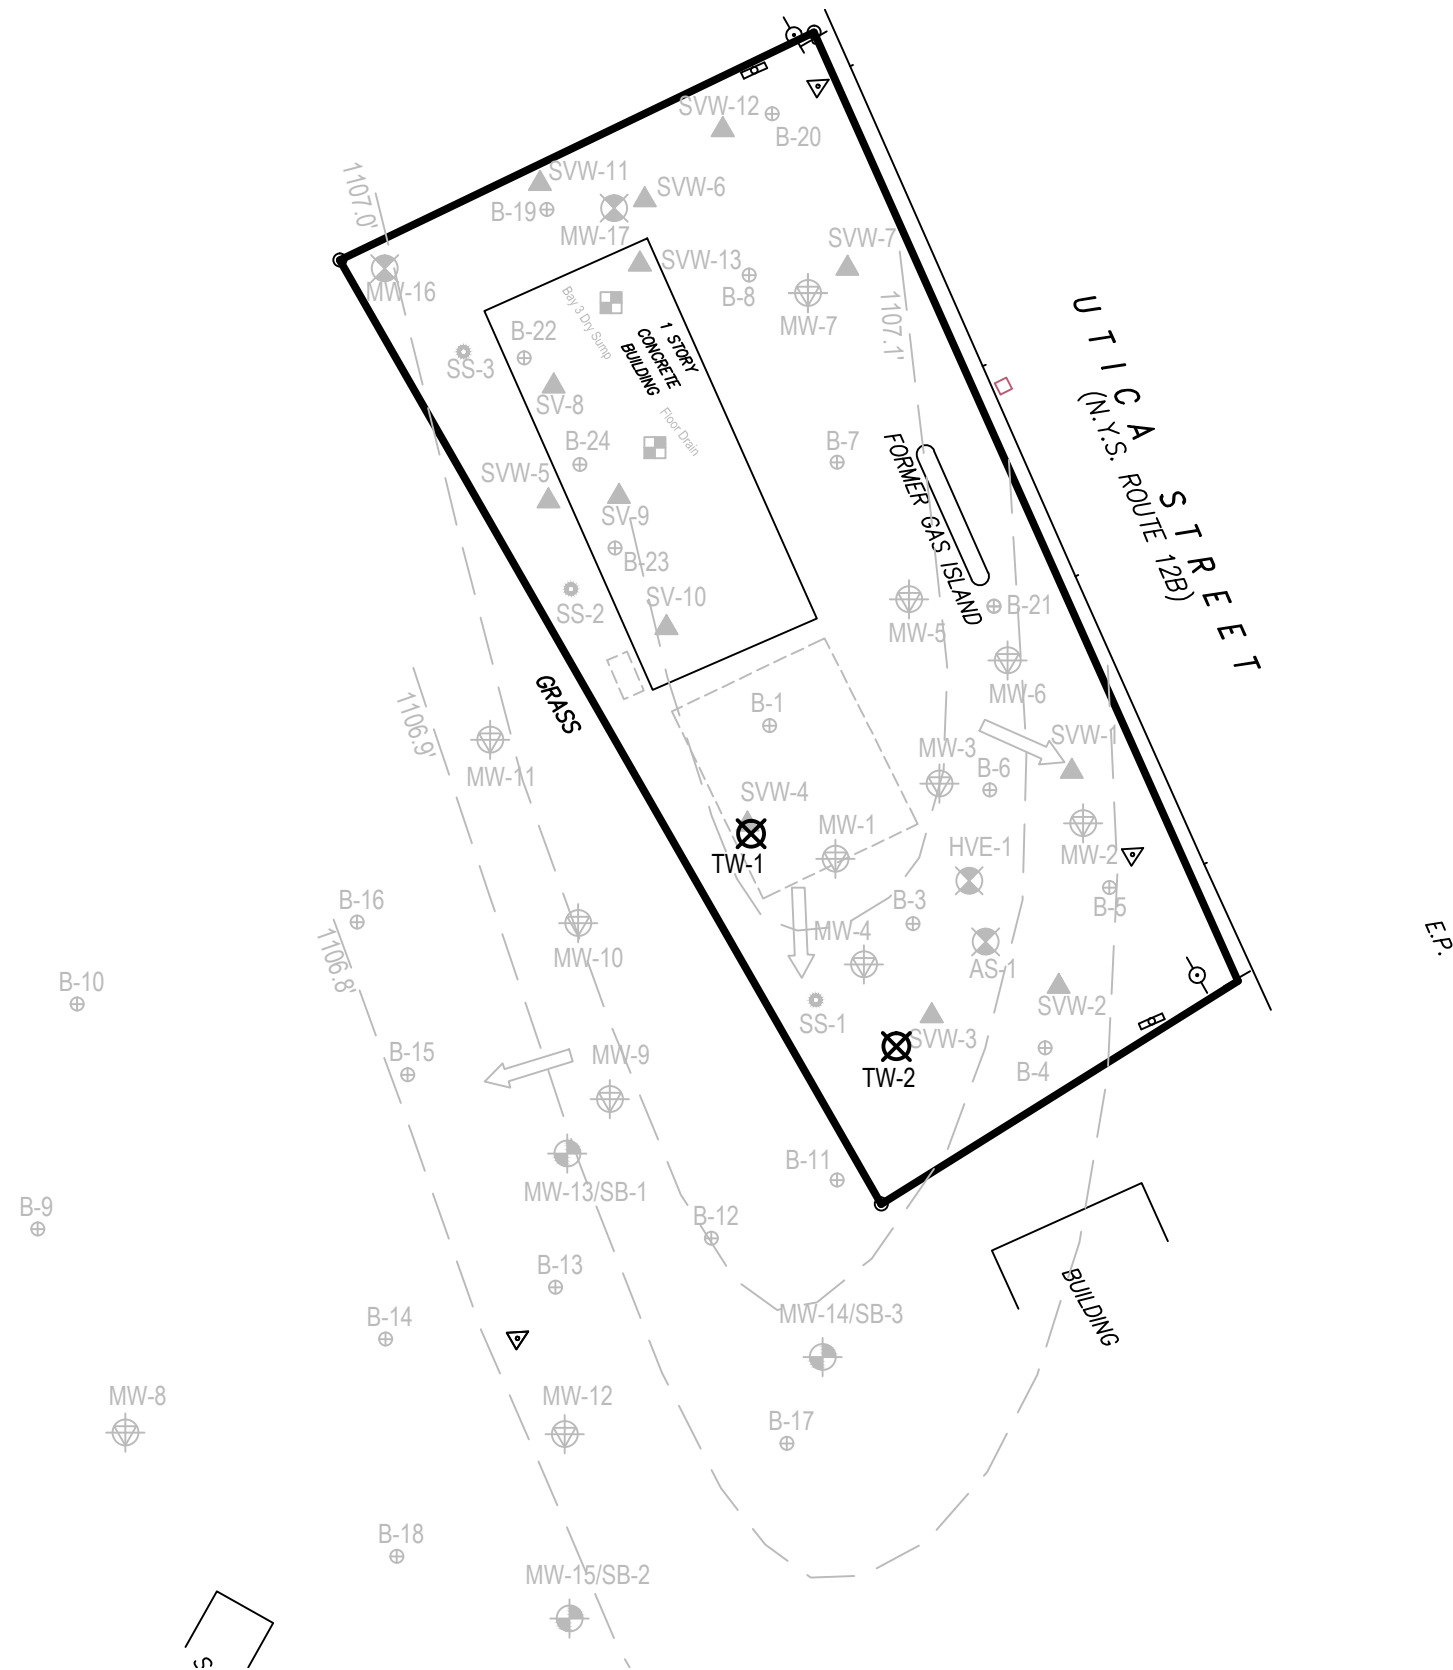 SVW-12
B-20
SVW-11
SVW-6
B-19
MW-17
1107.0'
MW-16
SVW-13
SVW-7
B-8
MW-7
1107.1'
Bay 3 Dry Sump
1 STORY
CONCRETE
BUILDING
B-22
SS-3
SV-8
Floor Drain
B-24
SVW-5
SV-9
B-23
B-7
FORMER GAS ISLAND
UTICA STREET
(N.Y.S. ROUTE 12B)
SS-2
SV-10
MW-5
B-21
MW-6
GRASS
1106.9'
MW-11
B-1
SVW-4
TW-1
MW-1
MW-3
B-6
SVW-1
MW-2
HVE-1
B-5
B-3
MW-4
AS-1
E.P.
B-16
1106.8'
MW-10
B-10
SS-1
SVW-2
SVW-3
TW-2
B-4
B-15
MW-9
MW-13/SB-1
B-11
B-9
B-12
B-13
BUILDING
B-14
MW-14/SB-3
MW-8
MW-12
B-17
B-18
MW-15/SB-2
S